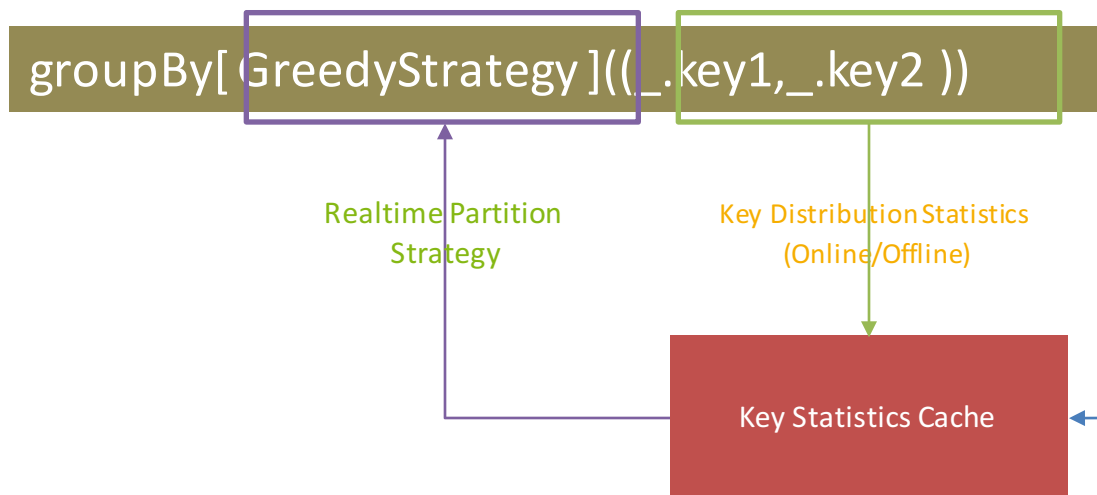 groupBy[ GreedyStrategy ]((_.key1,_.key2 ))
Realtime Partition
Strategy
Key Distribution Statistics
(Online/Offline)
Key Statistics Cache